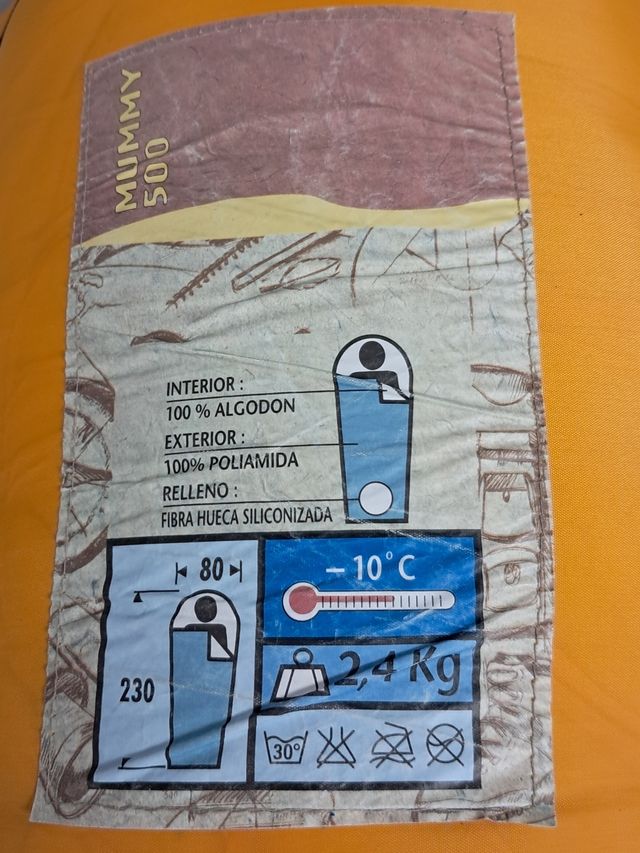 MUMMY
500
INTERIOR :
100 % ALGODON
EXTERIOR :
100% POLIAMIDA
RELLENO :
FIBRA HUECA SILICONIZADA
80
230
– 10° C
2,4 Kg
30°